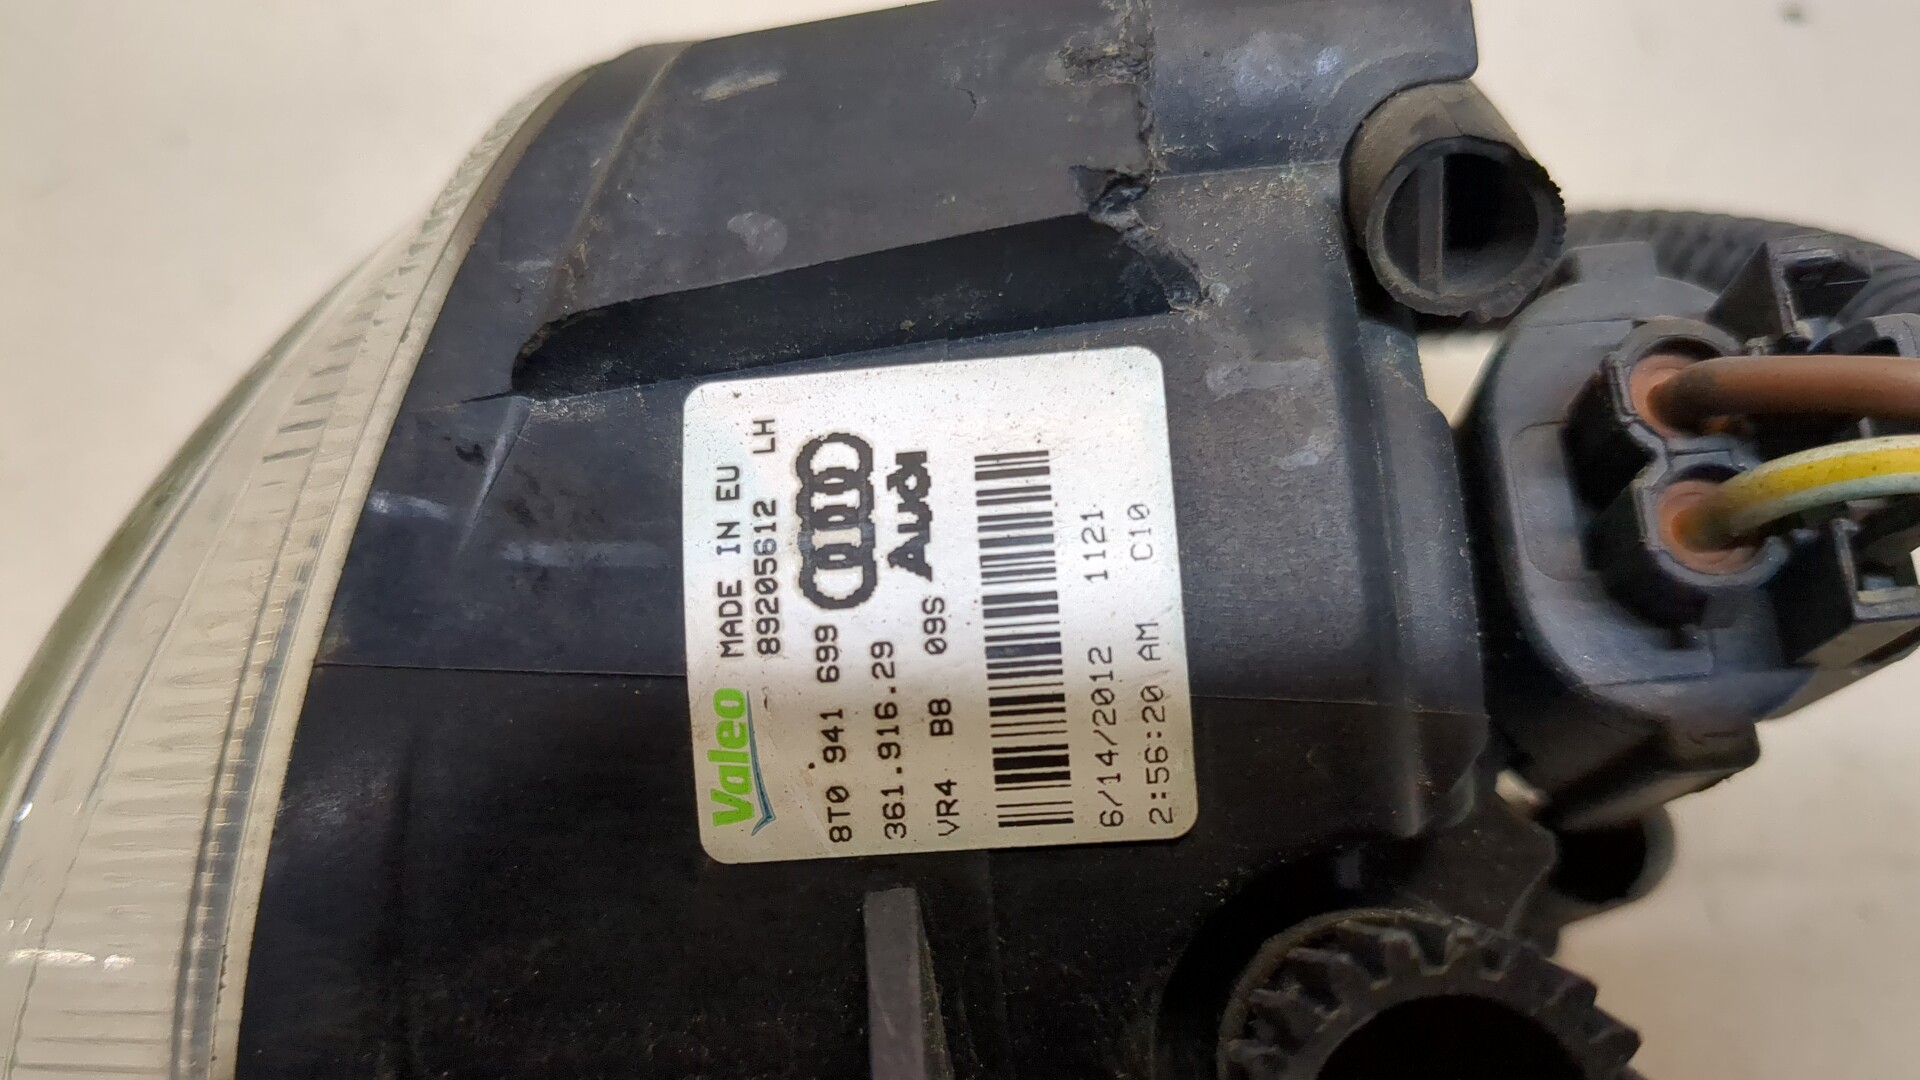 Valeo MADE IN EU
89205612 LH
8T0 941 699
361.916.29 Audi
VR4 B8 09S
6/14/2012 1121
2:56:20 AM C10